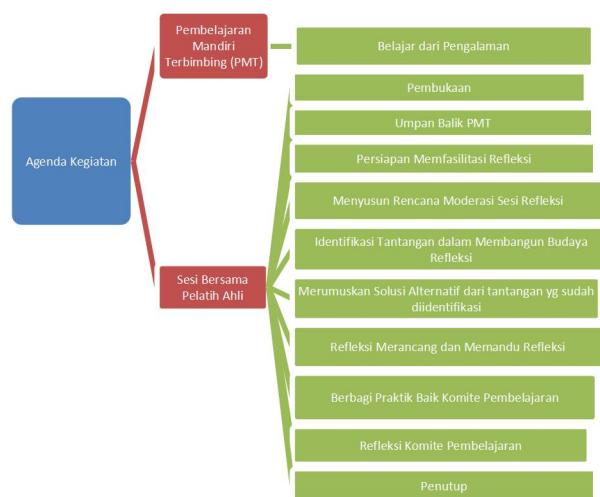 Agenda Kegiatan
Pembelajaran
Mandiri
Terbimbing (PMT)
Belajar dari Pengalaman
Sesi Bersama
Pelatih Ahli
Pembukaan
Umpan Balik PMT
Persiapan Memfasilitasi Refleksi
Menyusun Rencana Moderasi Sesi Refleksi
Identifikasi Tantangan dalam Membangun Budaya
Refleksi
Merumuskan Solusi Alternatif dari tantangan yg sudah
diidentifikasi
Refleksi Merancang dan Memandu Refleksi
Berbagi Praktik Baik Komite Pembelajaran
Refleksi Komite Pembelajaran
Penutup